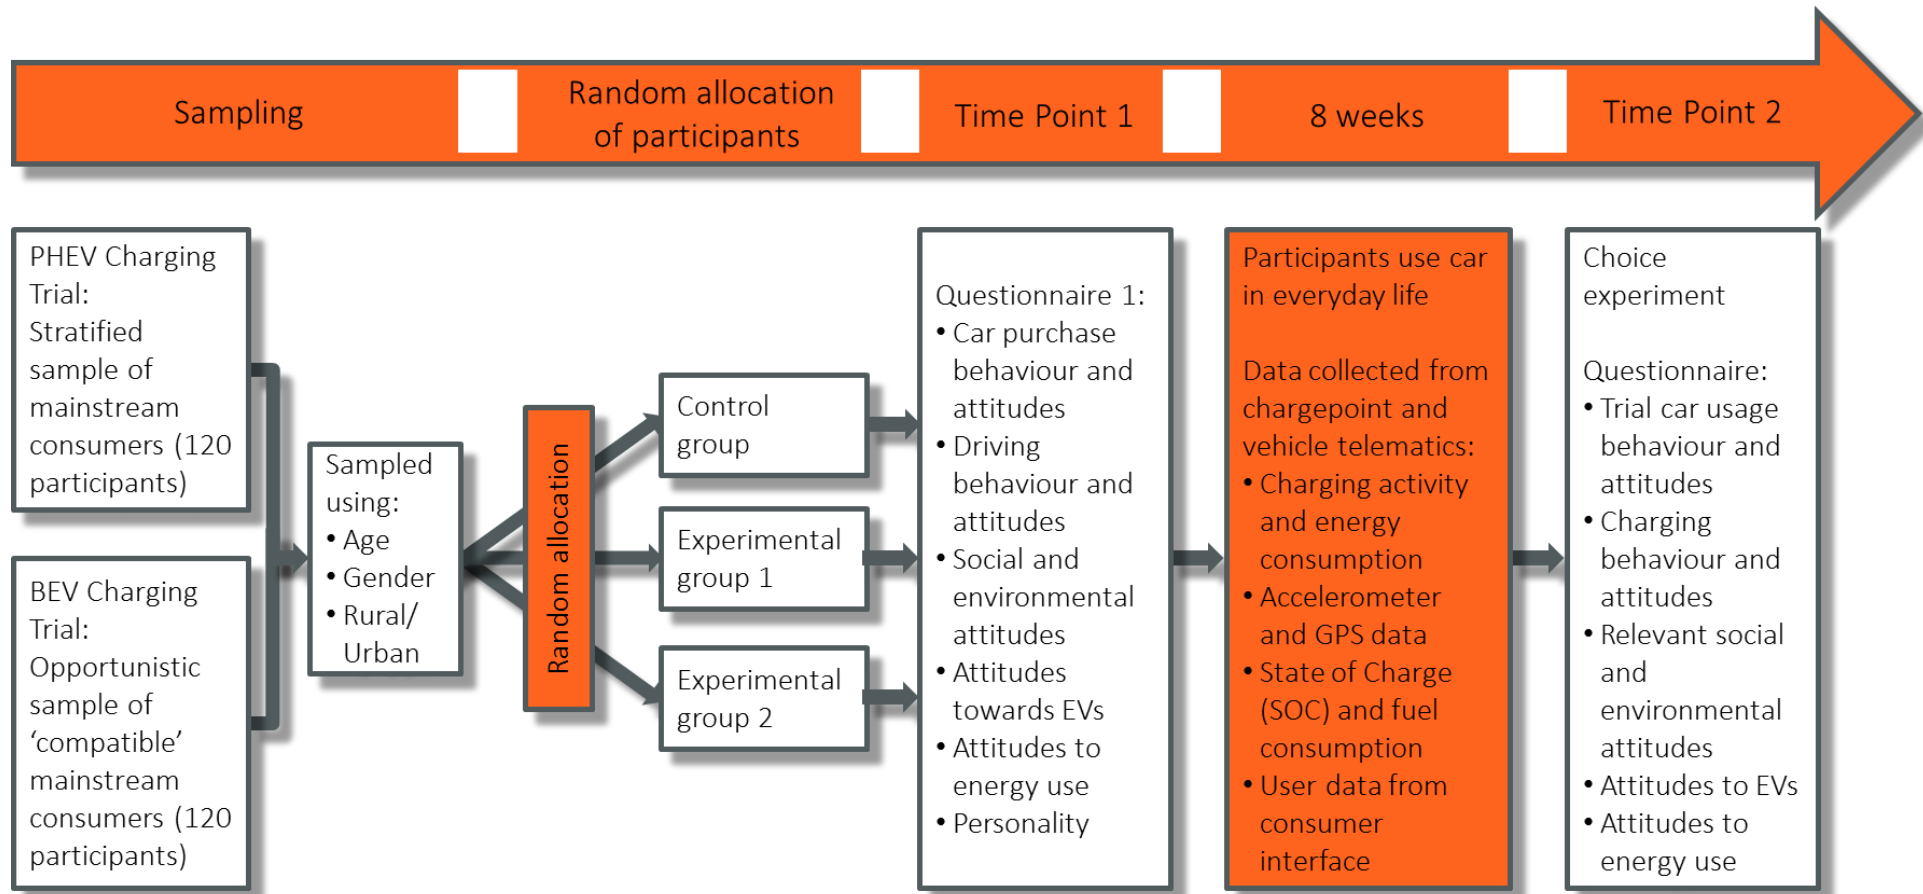 Sampling
Random allocation
of participants
Time Point 1
8 weeks
Time Point 2
PHEV Charging
Trial:
Stratified
sample of
mainstream
consumers (120
participants)
BEV Charging
Trial:
Opportunistic
sample of
‘compatible’
mainstream
consumers (120
participants)
Sampled
using:
• Age
• Gender
• Rural/
Urban
Random allocation
Control
group
Experimental
group 1
Experimental
group 2
Questionnaire 1:
• Car purchase
behaviour and
attitudes
• Driving
behaviour and
attitudes
• Social and
environmental
attitudes
• Attitudes
towards EVs
• Attitudes to
energy use
• Personality
Participants use car
in everyday life
Data collected from
chargepoint and
vehicle telematics:
• Charging activity
and energy
consumption
• Accelerometer
and GPS data
• State of Charge
(SOC) and fuel
consumption
• User data from
consumer
interface
Choice
experiment
Questionnaire:
• Trial car usage
behaviour and
attitudes
• Charging
behaviour and
attitudes
• Relevant social
and
environmental
attitudes
• Attitudes to EVs
• Attitudes to
energy use